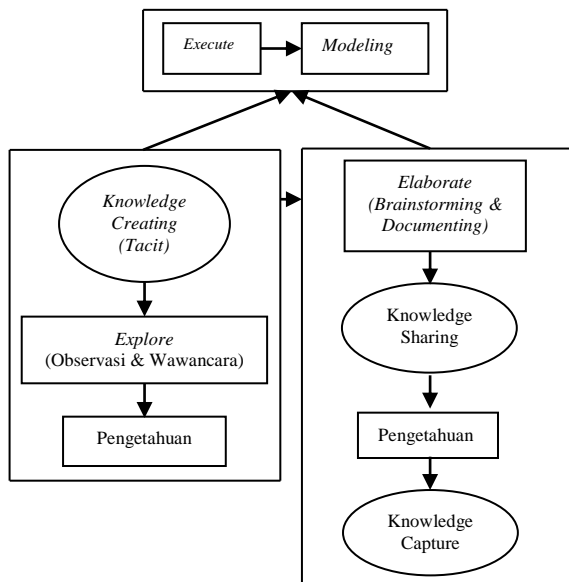 Execute
Modeling
Knowledge
Creating
(Tacit)
Explore
(Observasi & Wawancara)
Pengetahuan
Elaborate
(Brainstorming &
Documenting)
Knowledge
Sharing
Pengetahuan
Knowledge
Capture